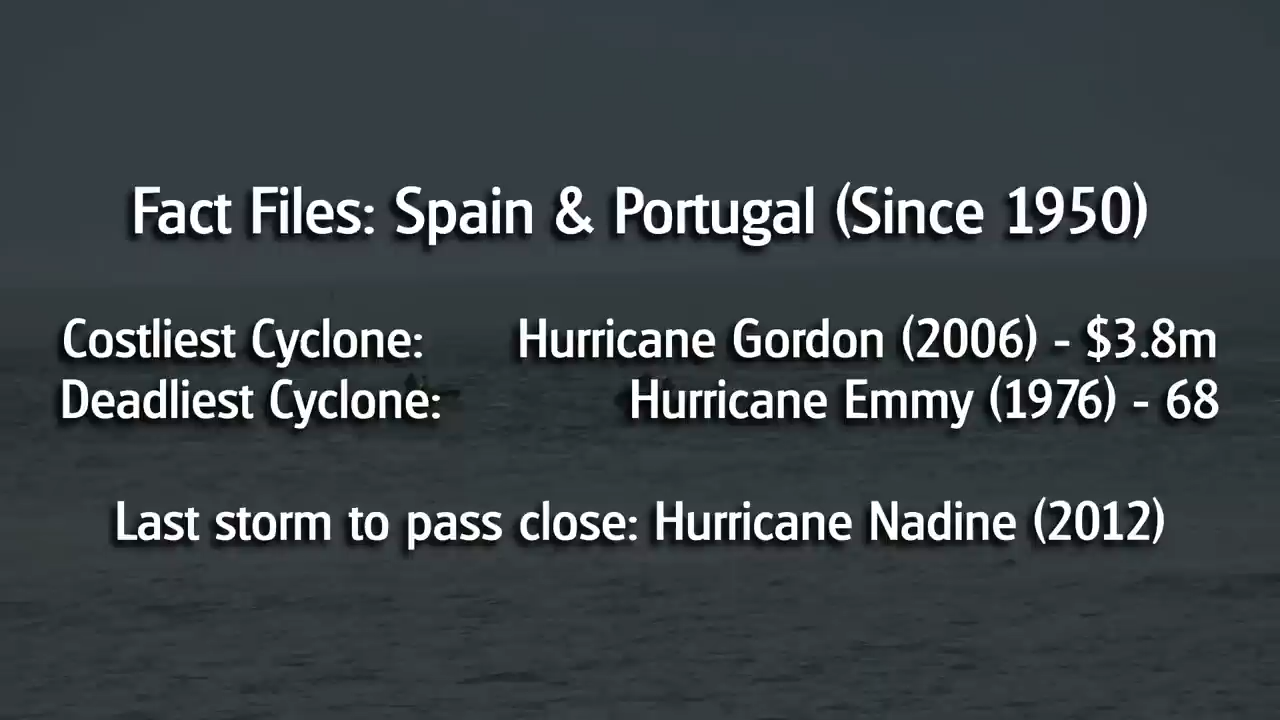 Fact Files: Spain & Portugal (Since 1950)
Costliest Cyclone: Hurricane Gordon (2006) - $3.8m
Deadliest Cyclone: Hurricane Emmy (1976) - 68
Last storm to pass close: Hurricane Nadine (2012)